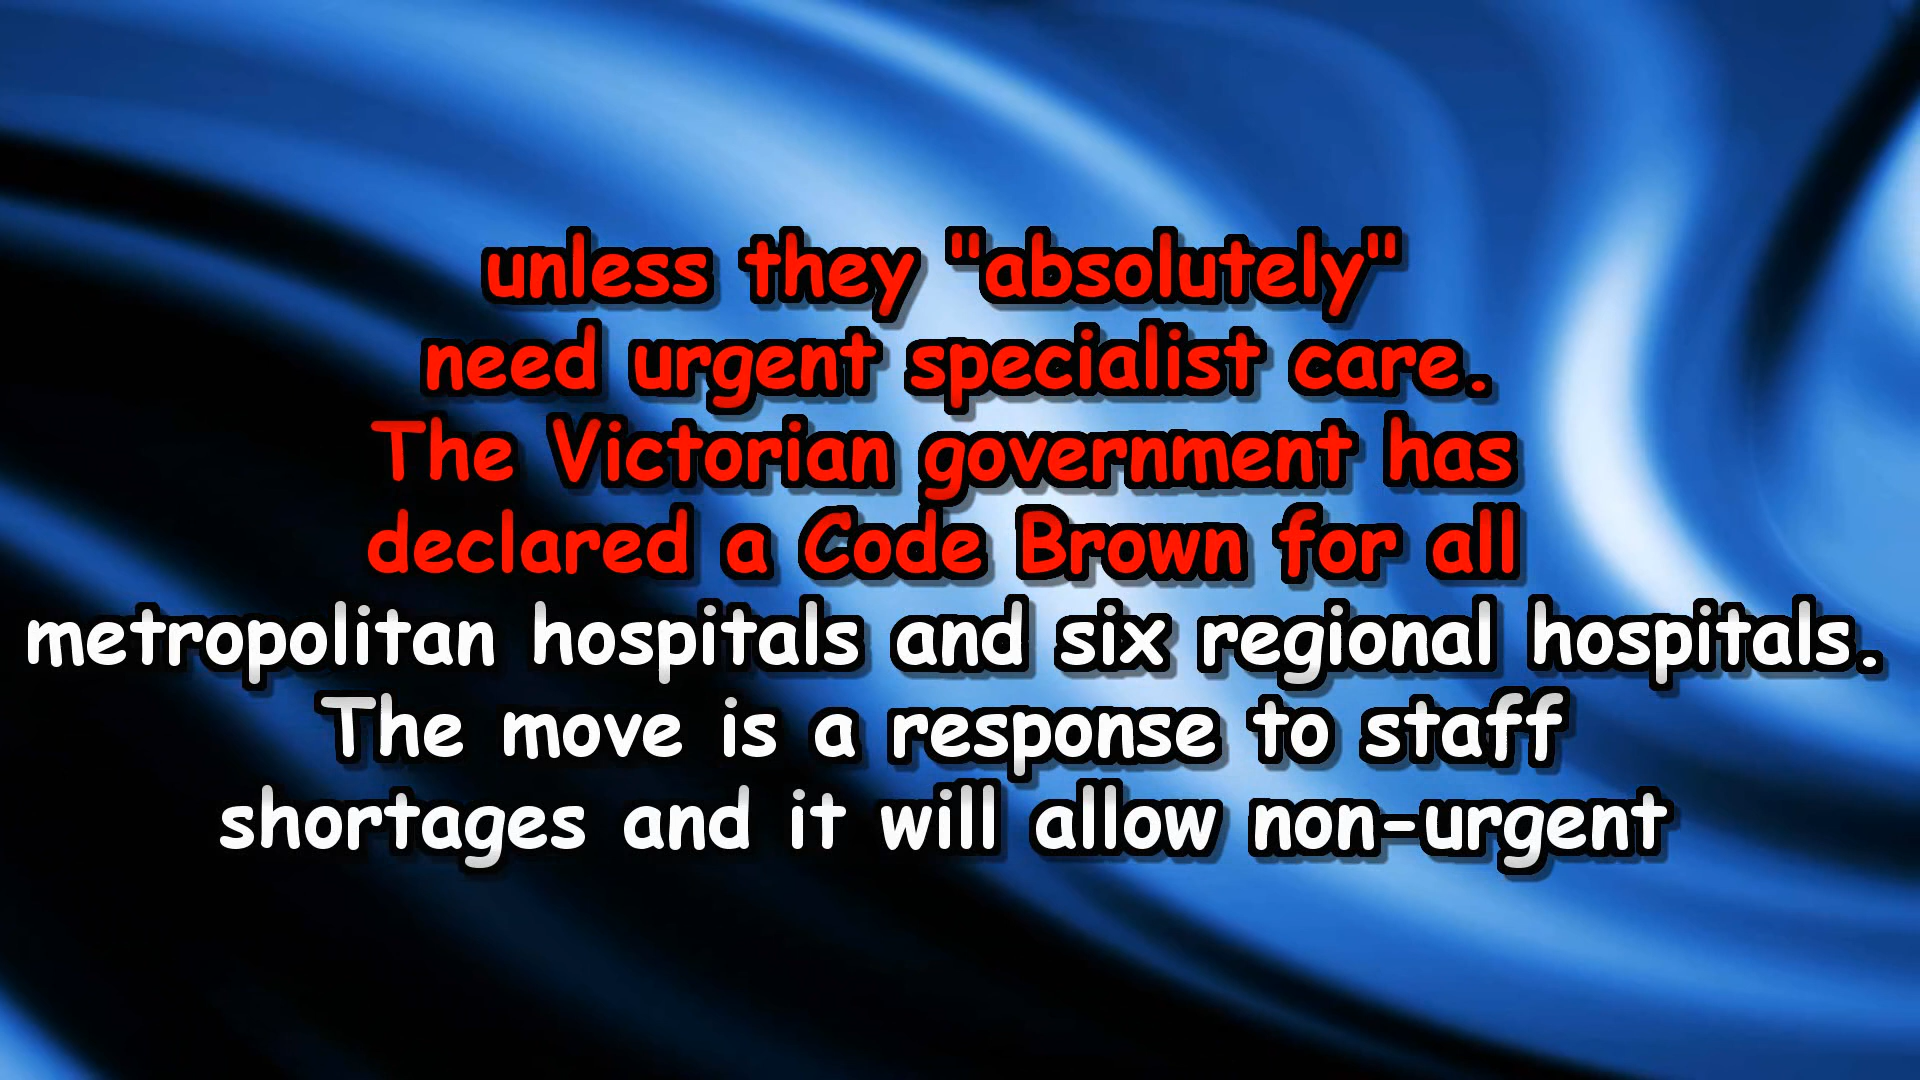 unless they "absolutely"
need urgent specialist care.
The Victorian government has
declared a Code Brown for all
metropolitan hospitals and six regional hospitals.
The move is a response to staff
shortages and it will allow non-urgent